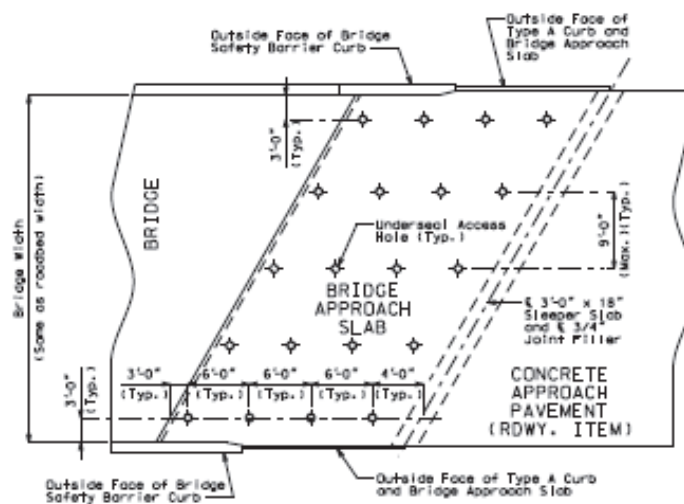 Outside Face of Bridge
Safety Barrier Curb
Outside Face of
Type A Curb and
Bridge Approach
Slab
3'-0"
(Typ.)
Bridge Width
(Same as roadbed width)
BRIDGE
Underseal Access
Hole (Typ.)
9'-0"
(Max.)(Typ.)
BRIDGE
APPROACH
SLAB
℄ 3'-0" x 18"
Sleeper Slab
and ℄ 3/4"
Joint Filler
3'-0"
(Typ.)
3'-0"
(Typ.)
6'-0"
(Typ.)
6'-0"
(Typ.)
6'-0"
(Typ.)
4'-0"
(Typ.)
CONCRETE
APPROACH
PAVEMENT
(RDWY. ITEM)
Outside Face of Bridge
Safety Barrier Curb
Outside Face of Type A Curb
and Bridge Approach Slab